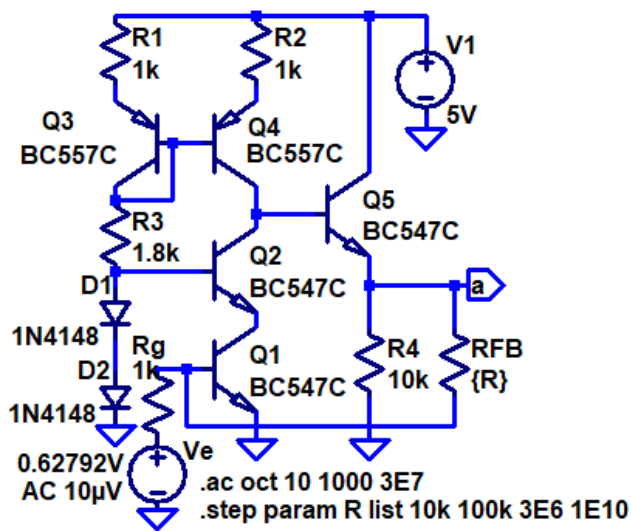 R1
1k
R2
1k
V1
5V
Q3
BC557C
Q4
BC557C
Q5
BC547C
R3
1.8k
Q2
BC547C
a
D1
1N4148
Rg
1k
Q1
BC547C
R4
10k
RFB
{R}
D2
1N4148
Ve
0.62792V
AC 10µV
.ac oct 10 1000 3E7
.step param R list 10k 100k 3E6 1E10